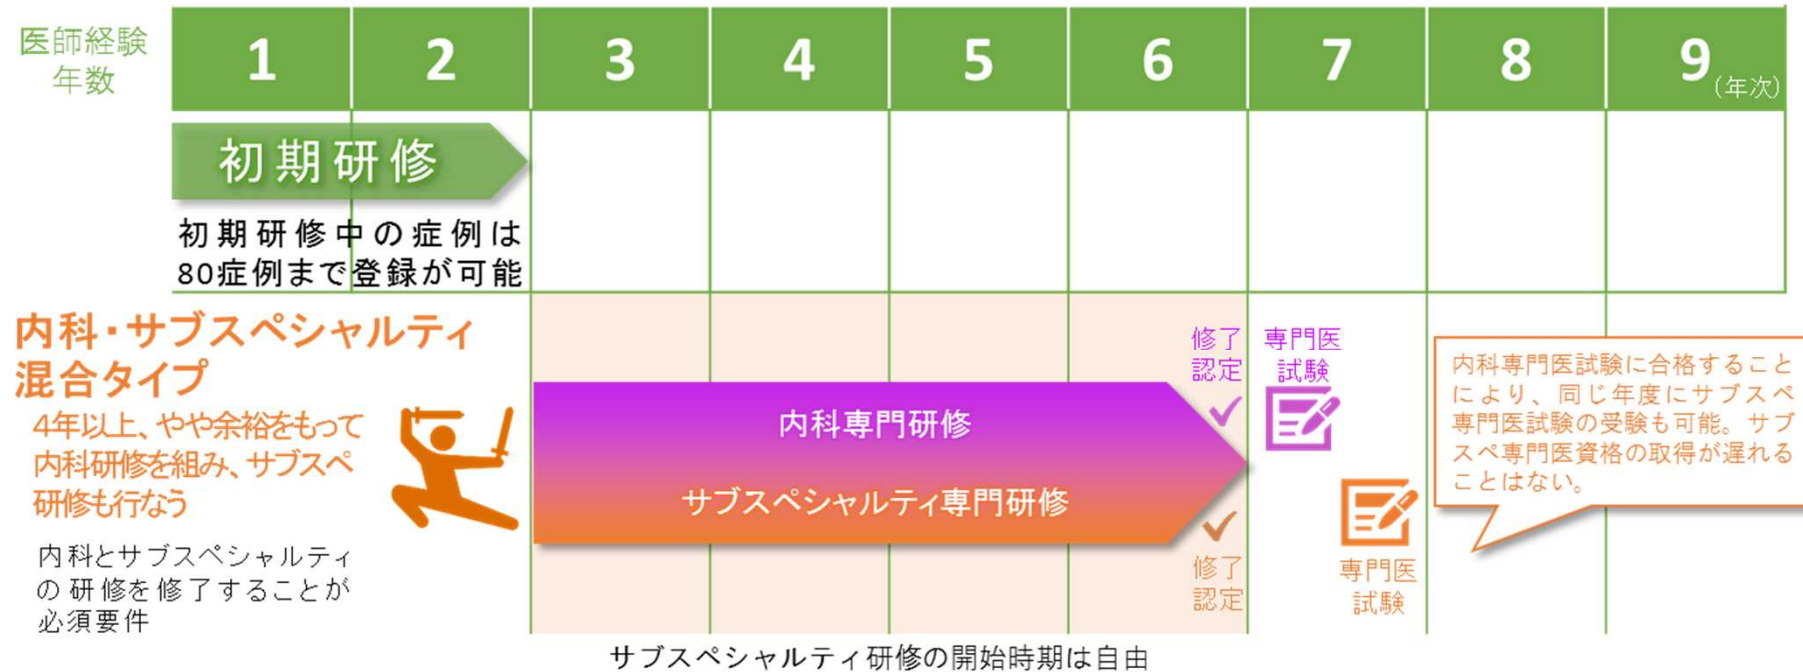 医師経験
年数
1 2 3 4 5 6 7 8 9 (年次)
初期研修
初期研修中の症例は
80症例まで登録が可能
内科・サブスペシャルティ
混合タイプ
4年以上、やや余裕をもって
内科研修を組み、サブスペ
研修も行なう
内科とサブスペシャルティ
の研修を修了することが
必須要件
内科専門研修
サブスペシャルティ専門研修
修了
認定
専門医
試験
修了
認定
専門医
試験
内科専門医試験に合格すること
により、同じ年度にサブスペ
専門医試験の受験も可能。サブ
スペ専門医資格の取得が遅れる
ことはない。
サブスペシャルティ研修の開始時期は自由